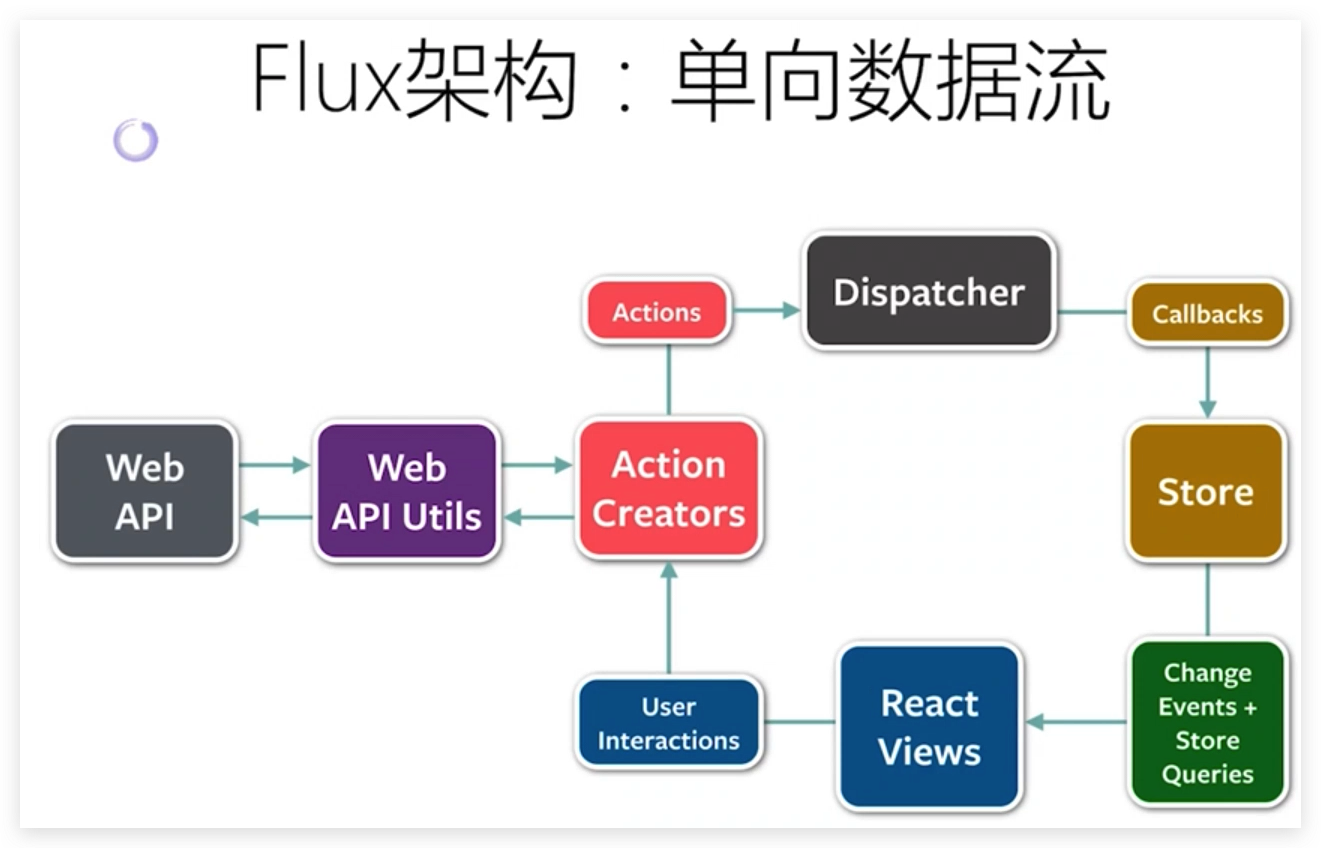 Flux架构：单向数据流
Dispatcher
Actions
Callbacks
Web
API
Web
API Utils
Action
Creators
Store
User
Interactions
React
Views
Change
Events +
Store
Queries